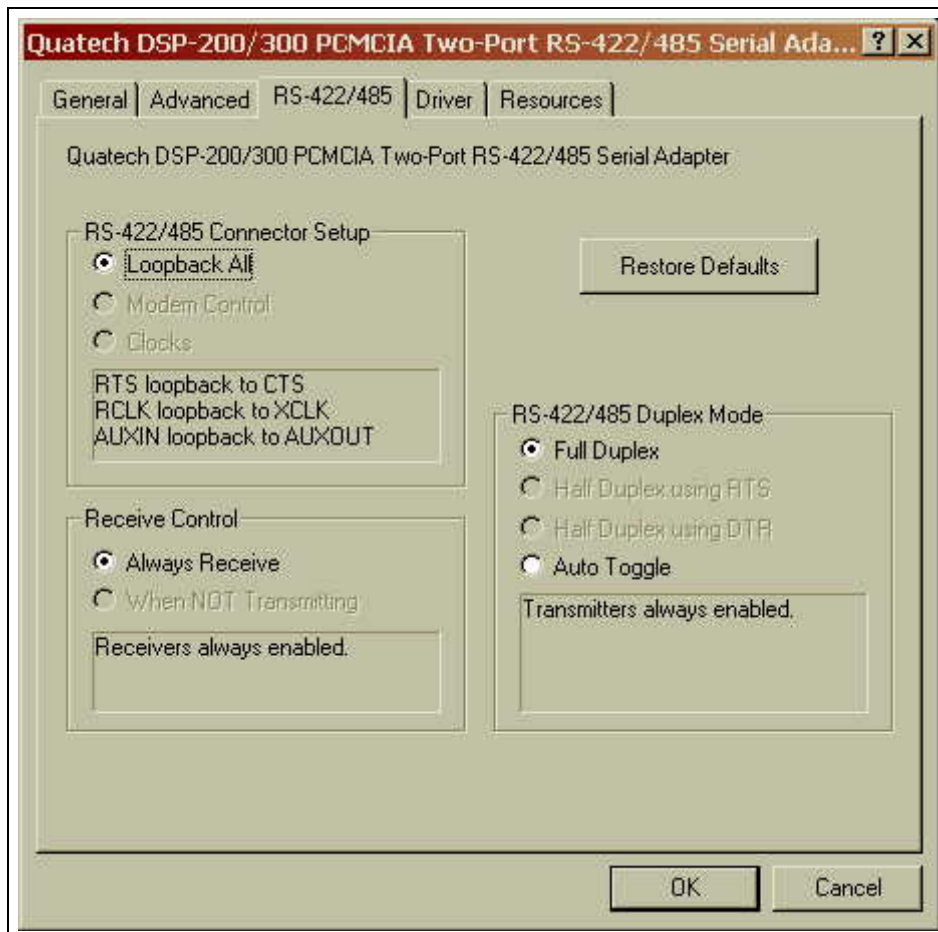 Quatech DSP-200/300 PCMCIA Two-Port RS-422/485 Serial Ada...
General
Advanced
RS-422/485
Driver
Resources
Quatech DSP-200/300 PCMCIA Two-Port RS-422/485 Serial Adapter
RS-422/485 Connector Setup
Loopback All
Modem Control
Clocks
RTS loopback to CTS
RCLK loopback to XCLK
AUXIN loopback to AUXOUT
Restore Defaults
Receive Control
Always Receive
When NOT Transmitting
Receivers always enabled.
RS-422/485 Duplex Mode
Full Duplex
Half Duplex using RTS
Half Duplex using DTR
Auto Toggle
Transmitters always enabled.
OK
Cancel